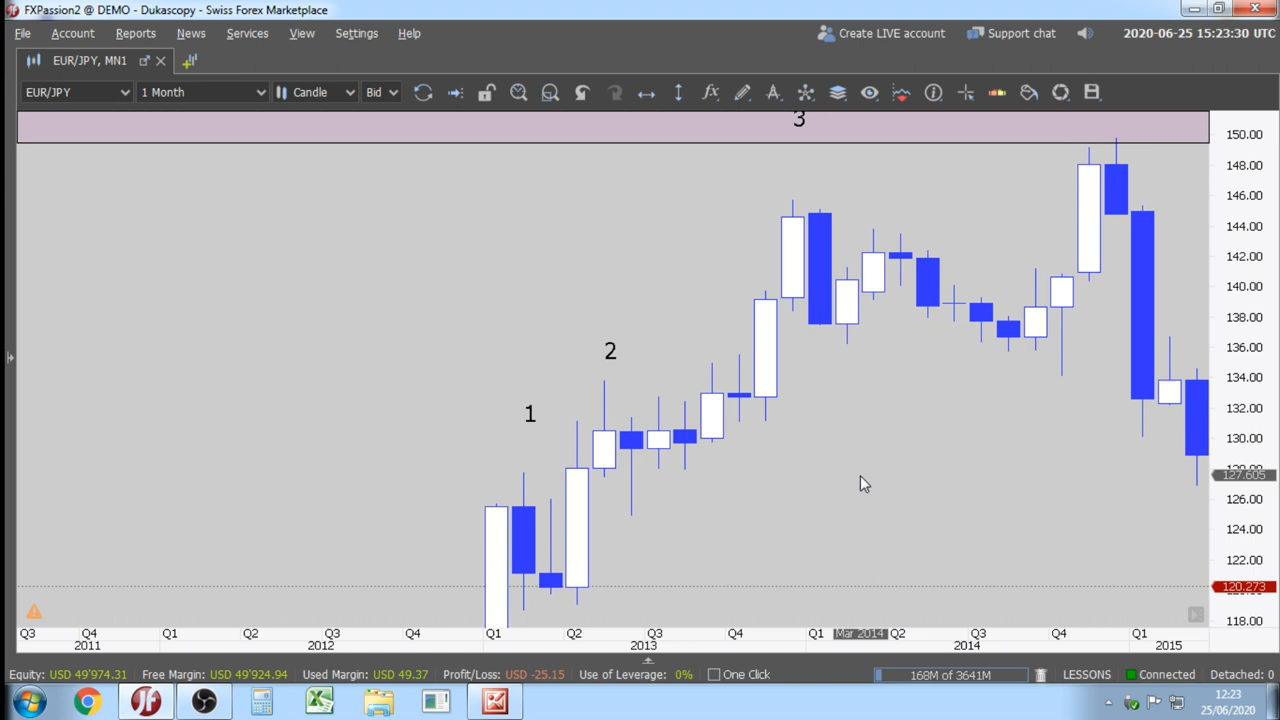 FXPassion2 @ DEMO - Dukascopy - Swiss Forex Marketplace
File Account Reports News Services View Settings Help
Create LIVE account Support chat 2020-06-25 15:23:30 UTC
EUR/JPY, MN1
EUR/JPY 1 Month Candle Bid
3
150.00
148.00
146.00
144.00
142.00
140.00
138.00
136.00
2
134.00
132.00
1
130.00
127.605
126.00
124.00
122.00
120.273
118.00
Q3 Q4 Q1 Q2 Q3 Q4 Q1 Q2 Q3 Q4 Q1 Mar 2014 Q2 Q3 Q4 Q1
2011 2012 2013 2014 2015
Equity: USD 49'974.31 Free Margin: USD 49'924.94 Used Margin: USD 49.37 Profit/Loss: USD -25.15 Use of Leverage: 0% One Click 168M of 3641M LESSONS Connected Detached: 0
12:23
25/06/2020